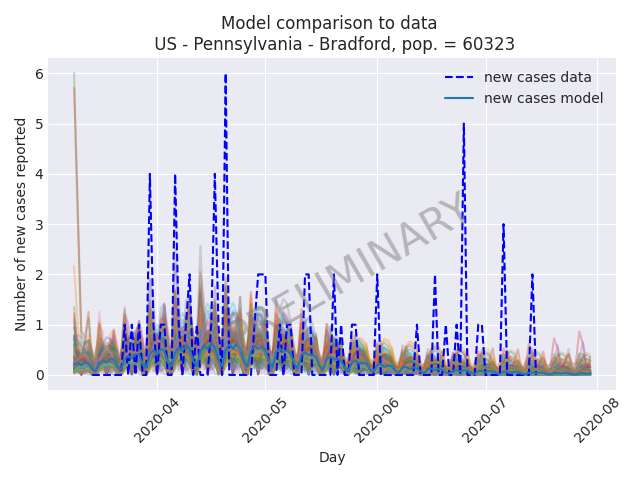 Model comparison to data
US - Pennsylvania - Bradford, pop. = 60323
new cases data
new cases model
Number of new cases reported
6
5
4
3
2
1
0
PRELIMINARY
2020-04
2020-05
2020-06
2020-07
2020-08
Day